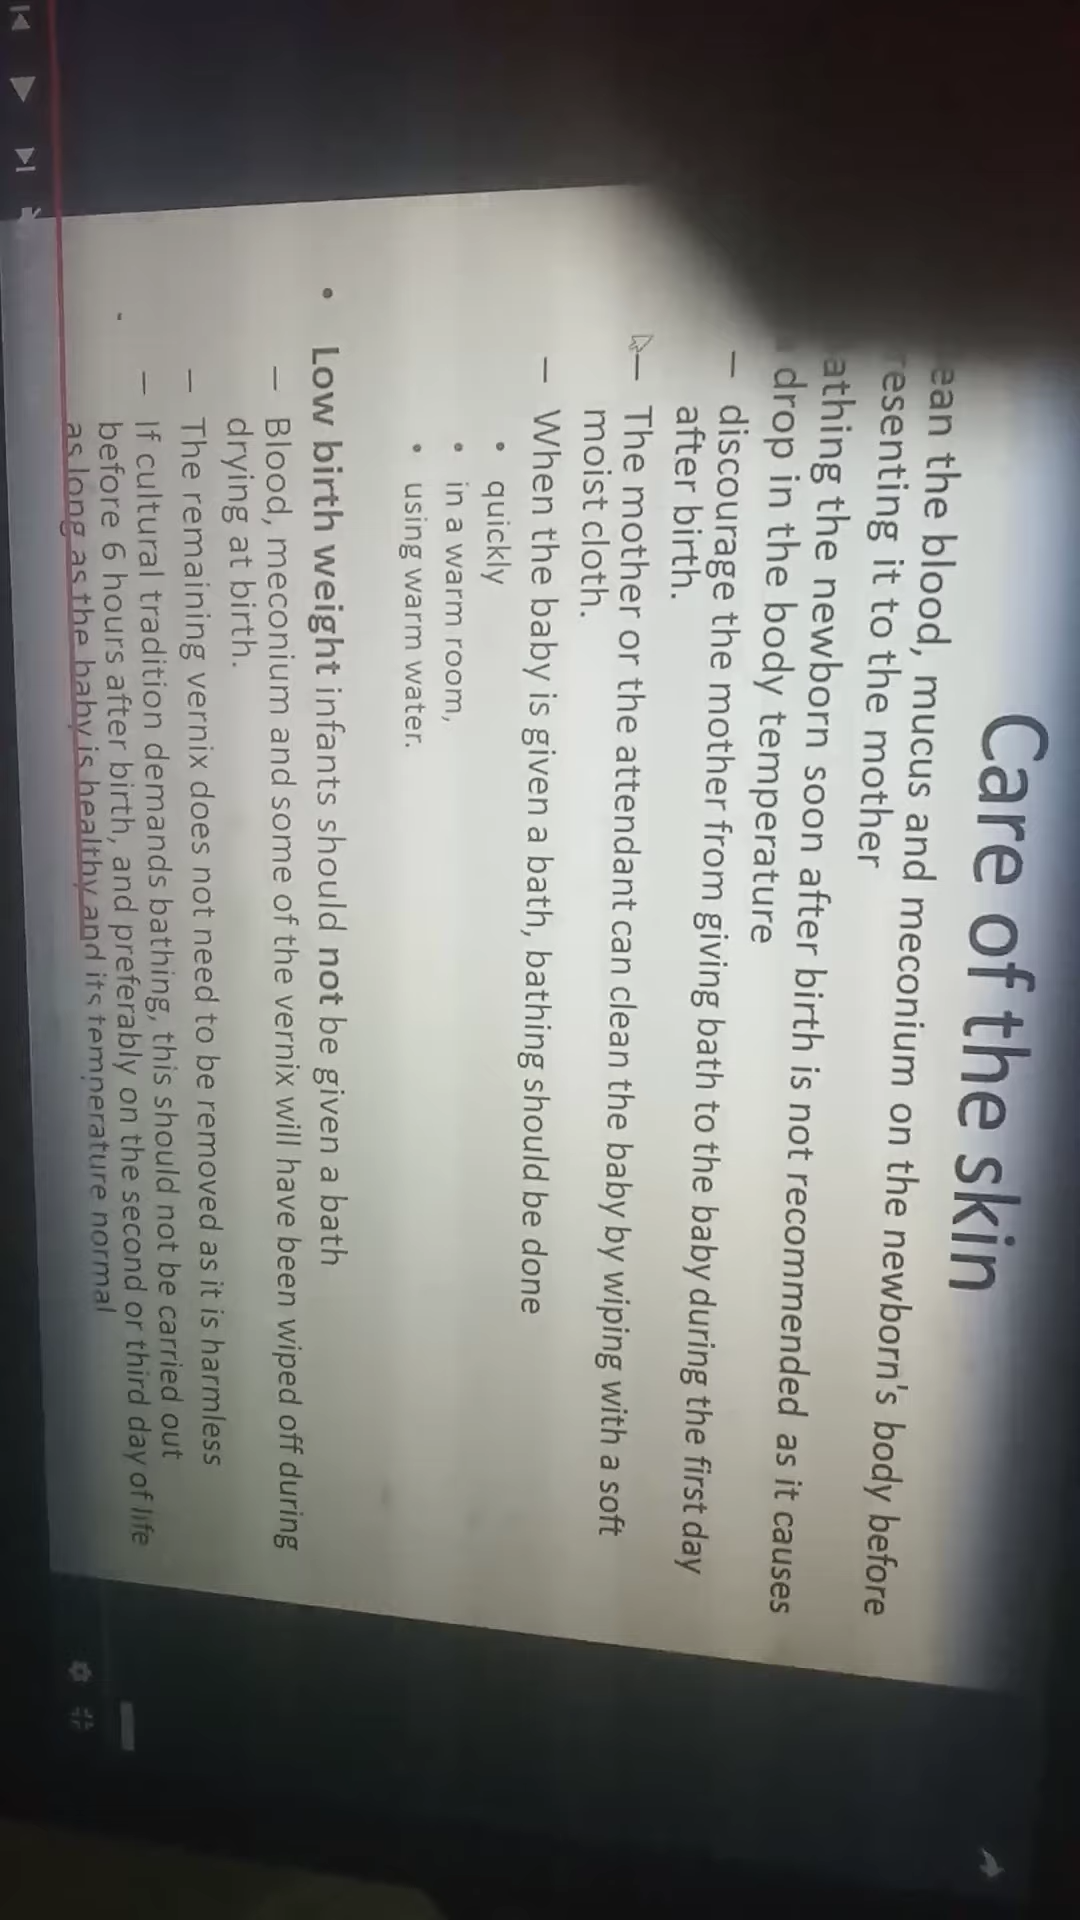 Care of the skin
ean the blood, mucus and meconium on the newborn's body before
resenting it to the mother
athing the newborn soon after birth is not recommended as it causes
drop in the body temperature
– discourage the mother from giving bath to the baby during the first day
after birth.
– The mother or the attendant can clean the baby by wiping with a soft
moist cloth.
– When the baby is given a bath, bathing should be done
• quickly
• in a warm room,
• using warm water.
• Low birth weight infants should not be given a bath
– Blood, meconium and some of the vernix will have been wiped off during
drying at birth.
– The remaining vernix does not need to be removed as it is harmless
– If cultural tradition demands bathing, this should not be carried out
before 6 hours after birth, and preferably on the second or third day of life
as long as the baby is healthy and its temperature normal